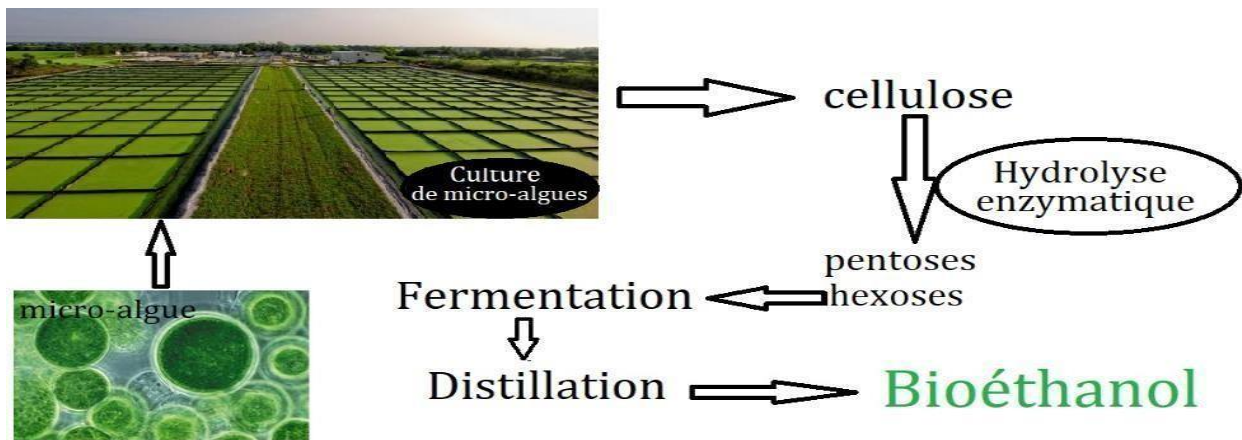 micro-algue
Culture
de micro-algues
cellulose
Hydrolyse
enzymatique
pentoses
hexoses
Fermentation
Distillation
Bioéthanol